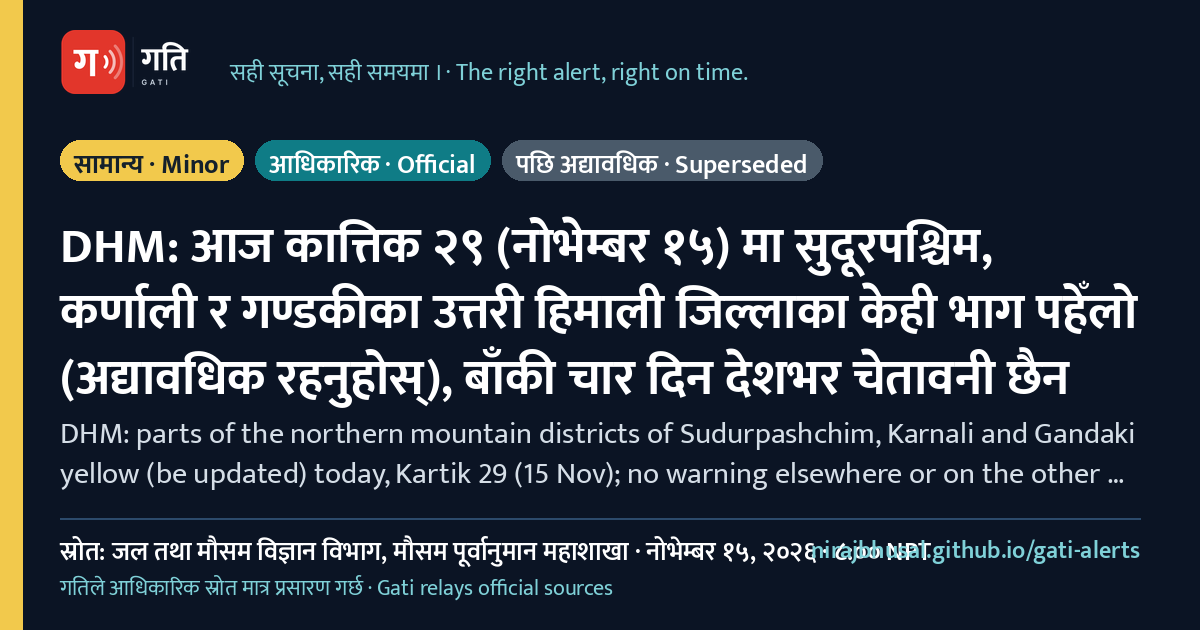 ग गति
GATI
सही सूचना, सही समयमा । · The right alert, right on time.
सामान्य · Minor आधिकारिक · Official पछि अद्यावधिक · Superseded
DHM: आज कात्तिक २९ (नोभेम्बर १५) मा सुदूरपश्चिम,
कर्णाली र गण्डकीका उत्तरी हिमाली जिल्लाका केही भाग पहेँलो
(अद्यावधिक रहनुहोस्), बाँकी चार दिन देशभर चेतावनी छैन
DHM: parts of the northern mountain districts of Sudurpashchim, Karnali and Gandaki
yellow (be updated) today, Kartik 29 (15 Nov); no warning elsewhere or on the other ...
स्रोत: जल तथा मौसम विज्ञान विभाग, मौसम पूर्वानुमान महाशाखा · नोभेम्बर १५, NPT nirajbhusal.github.io/gati-alerts
गतिले आधिकारिक स्रोत मात्र प्रसारण गर्छ · Gati relays official sources